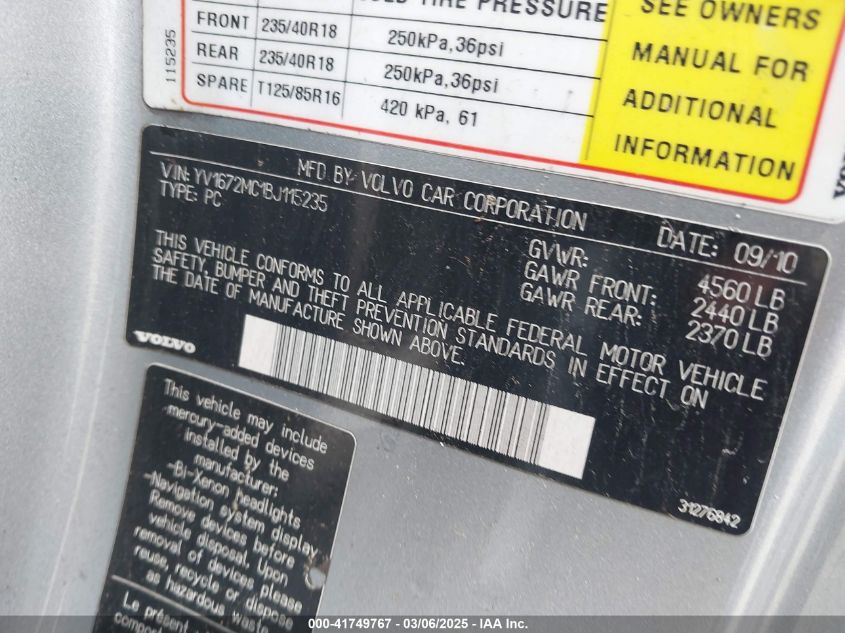 TIRE PRESSURE
FRONT 235/40R18 250kPa,36psi
REAR 235/40R18 250kPa,36psi
SPARE T125/85R16 420 kPa, 61
115235
SEE OWNERS
MANUAL FOR
ADDITIONAL
INFORMATION
MFD BY VOLVO CAR CORPORATION
VIN: YV1672MC1BJ115235
TYPE: PC
DATE: 09/10
GVWR: 4560 LB
GAWR FRONT: 2440 LB
GAWR REAR: 2370 LB
THIS VEHICLE CONFORMS TO ALL APPLICABLE FEDERAL MOTOR VEHICLE
SAFETY, BUMPER AND THEFT PREVENTION STANDARDS IN EFFECT ON
THE DATE OF MANUFACTURE SHOWN ABOVE.
VOLVO
31276842
This vehicle may include
mercury-added devices
installed by the
manufacturer:
-Bi-Xenon headlights
-Navigation system display
Remove devices before
vehicle disposal. Upon
removal of devices please
reuse, recycle or dispose
as hazardous waste.
Le présent
000-41749767 - 03/06/2025 - IAA Inc.